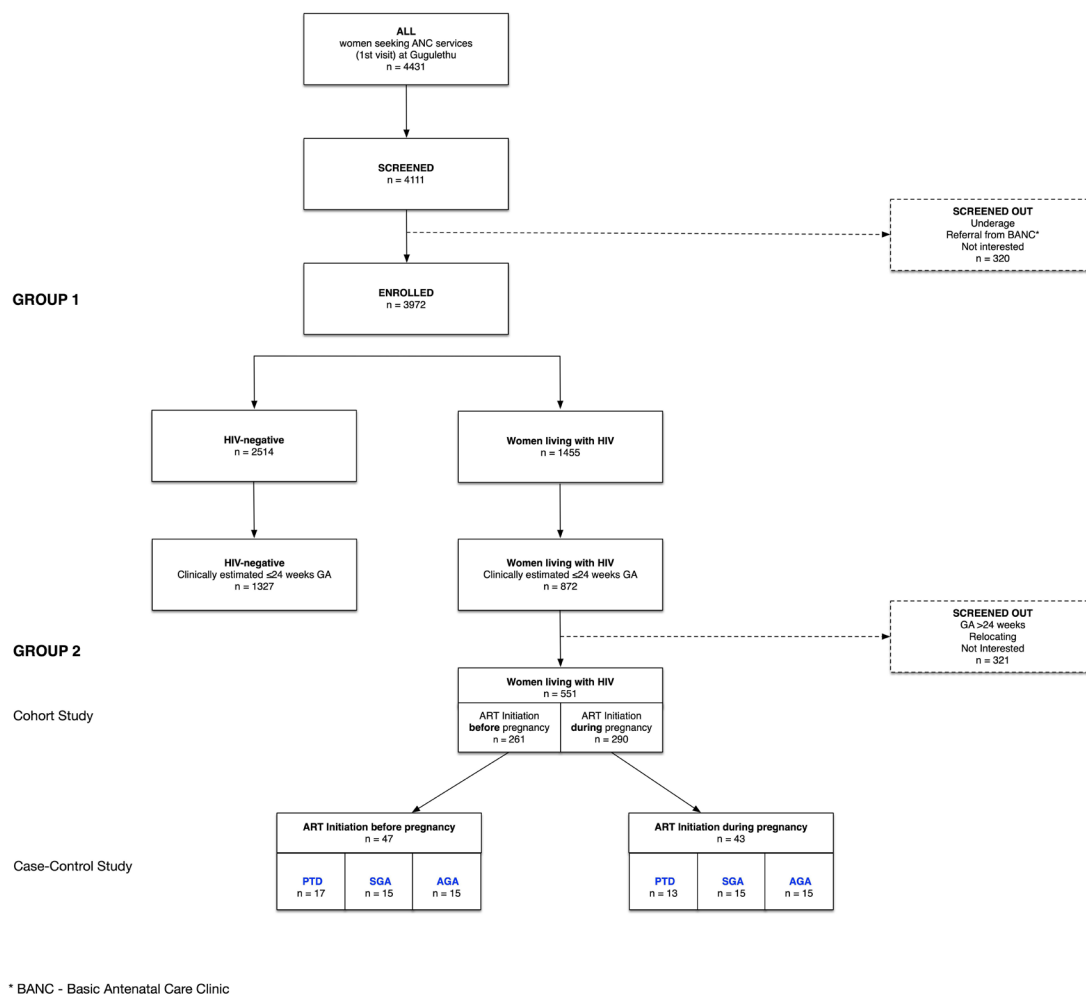 ALL
women seeking ANC services
(1st visit) at Gugulethu
n = 4431
SCREENED
n = 4111
SCREENED OUT
Underage
Referral from BANC*
Not interested
n = 320
GROUP 1
ENROLLED
n = 3972
HIV-negative
n = 2514
Women living with HIV
n = 1455
HIV-negative
Clinically estimated ≤24 weeks GA
n = 1327
Women living with HIV
Clinically estimated ≤24 weeks GA
n = 872
SCREENED OUT
GA >24 weeks
Relocating
Not Interested
n = 321
GROUP 2
Women living with HIV
n = 551
Cohort Study
ART Initiation
before pregnancy
n = 261
ART Initiation
during pregnancy
n = 290
Case-Control Study
ART Initiation before pregnancy
n = 47
PTD
n = 17
SGA
n = 15
AGA
n = 15
ART Initiation during pregnancy
n = 43
PTD
n = 13
SGA
n = 15
AGA
n = 15
* BANC - Basic Antenatal Care Clinic